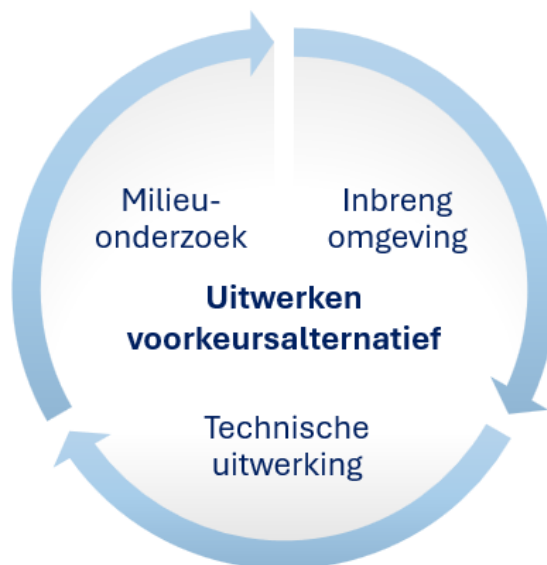 Milieu-
onderzoek
Inbreng
omgeving
Uitwerken
voorkeursalternatief
Technische
uitwerking